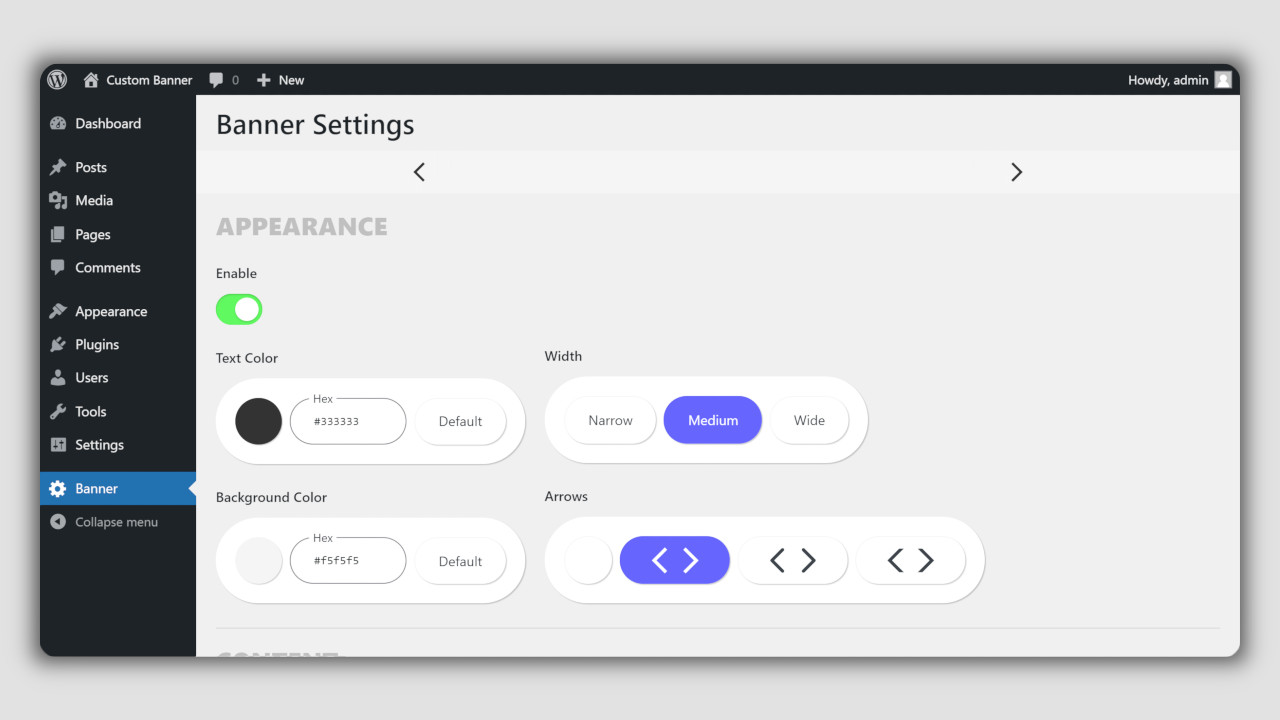 Custom Banner 0 New Howdy, admin
Dashboard
Posts
Media
Pages
Comments
Appearance
Plugins
Users
Tools
Settings
Banner
Collapse menu
Banner Settings
APPEARANCE
Enable
Text Color
Hex
#333333
Default
Width
Narrow Medium Wide
Background Color
Hex
#f5f5f5
Default
Arrows
CONTENT